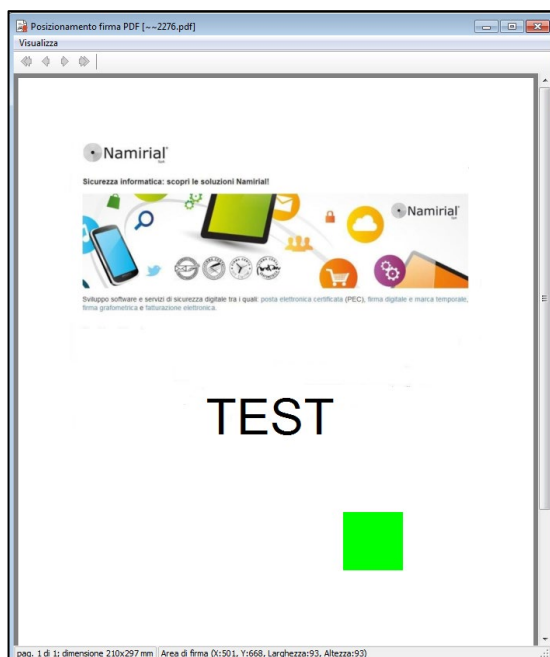 Posizionamento firma PDF [~~2276.pdf]
Visualizza
Namirial
Sicurezza informatica: scopri le soluzioni Namirial!
Namirial
Sviluppo software e servizi di sicurezza digitale tra i quali: posta elettronica certificata (PEC), firma digitale e marca temporale,
firma grafometrica e fatturazione elettronica.
TEST
pag. 1 di 1; dimensione 210x297 mm Area di firma (X:501, Y:668, Larghezza:93, Altezza:93)